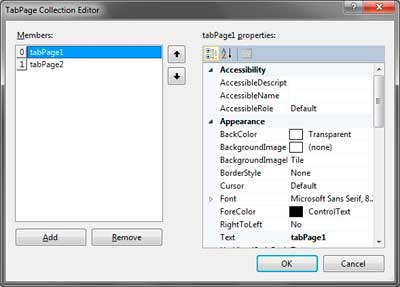 TabPage Collection Editor
Members:
tabPage1 properties:
0 tabPage1
1 tabPage2
Accessibility
AccessibleDescript
AccessibleName
AccessibleRole Default
Appearance
BackColor Transparent
BackgroundImage (none)
BackgroundImageL Tile
BorderStyle None
Cursor Default
Font Microsoft Sans Serif, 8.
ForeColor ControlText
RightToLeft No
Text tabPage1
Add Remove
OK Cancel